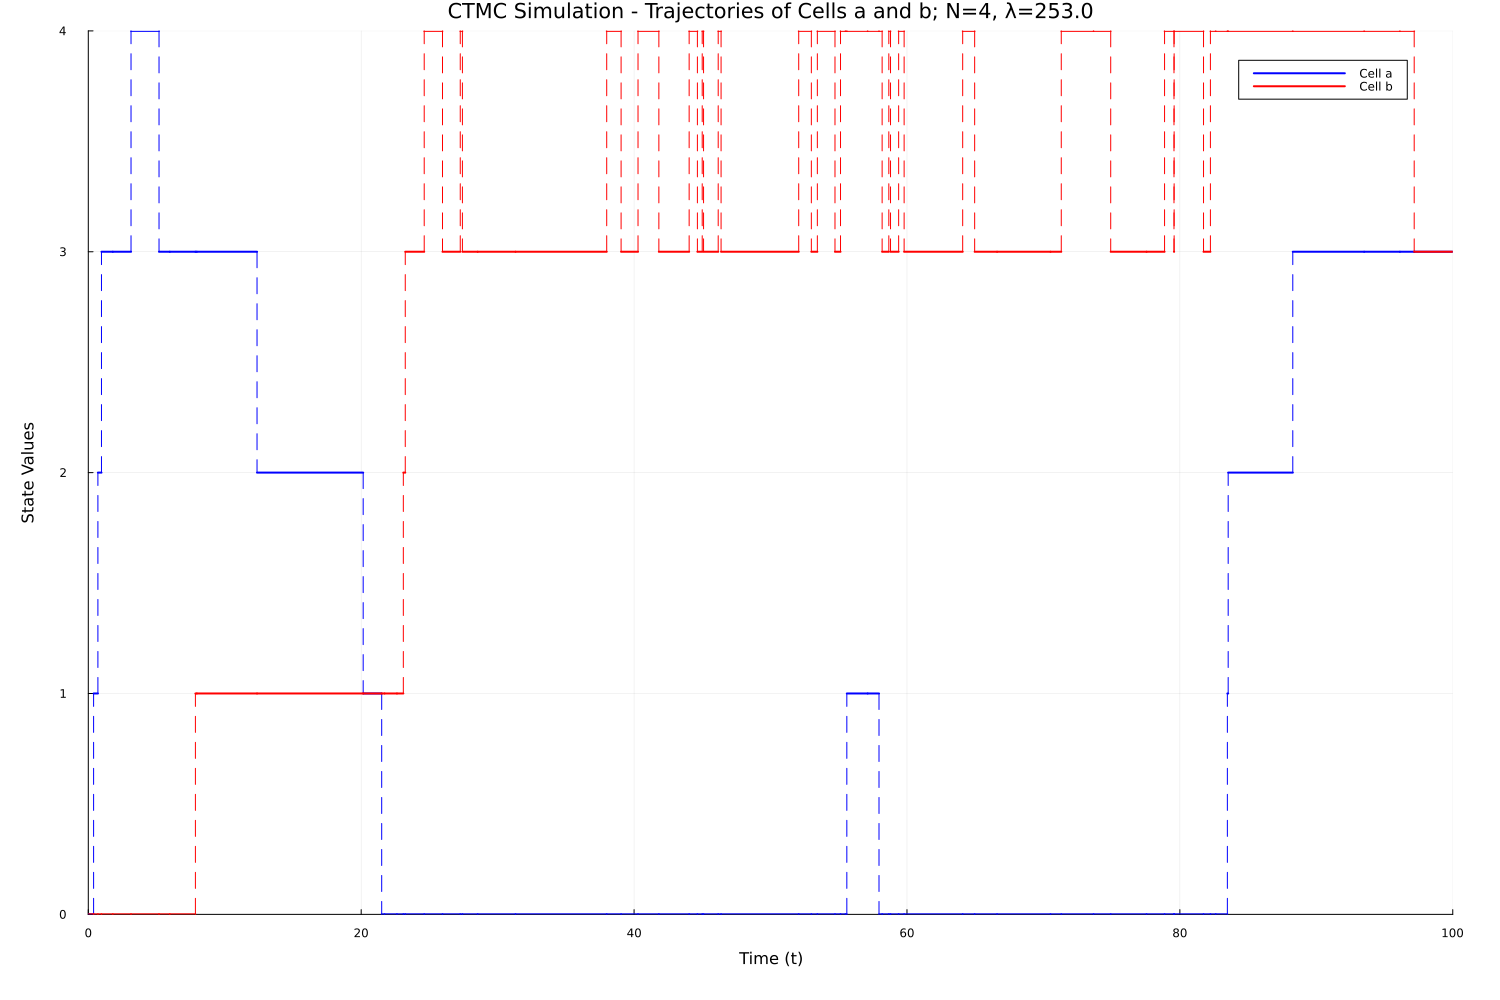 CTMC Simulation - Trajectories of Cells a and b; N=4, λ=253.0
4
3
2
1
0
State Values
Cell a
Cell b
0 20 40 60 80 100
Time (t)